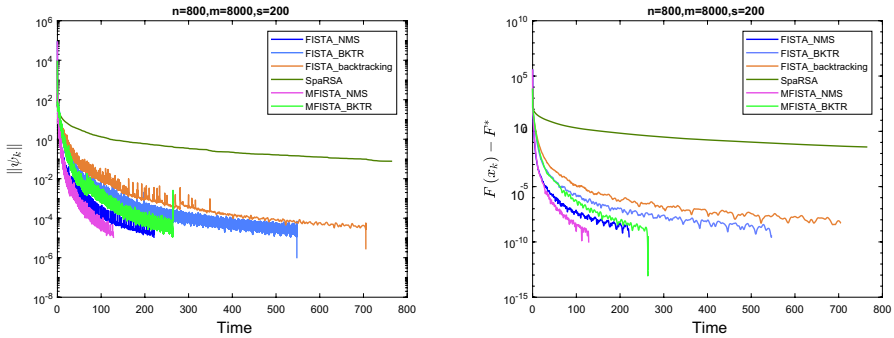 n=800,m=8000,s=200
10^6
10^4
10^2
10^0
10^-2
10^-4
10^-6
10^-8
||ψ_k||
FISTA_NMS
FISTA_BKTR
FISTA_backtracking
SpaRSA
MFISTA_NMS
MFISTA_BKTR
0 100 200 300 400 500 600 700 800
Time
n=800,m=8000,s=200
10^10
10^5
10^0
10^-5
10^-10
10^-15
F (x_k) − F*
FISTA_NMS
FISTA_BKTR
FISTA_backtracking
SpaRSA
MFISTA_NMS
MFISTA_BKTR
0 100 200 300 400 500 600 700 800
Time